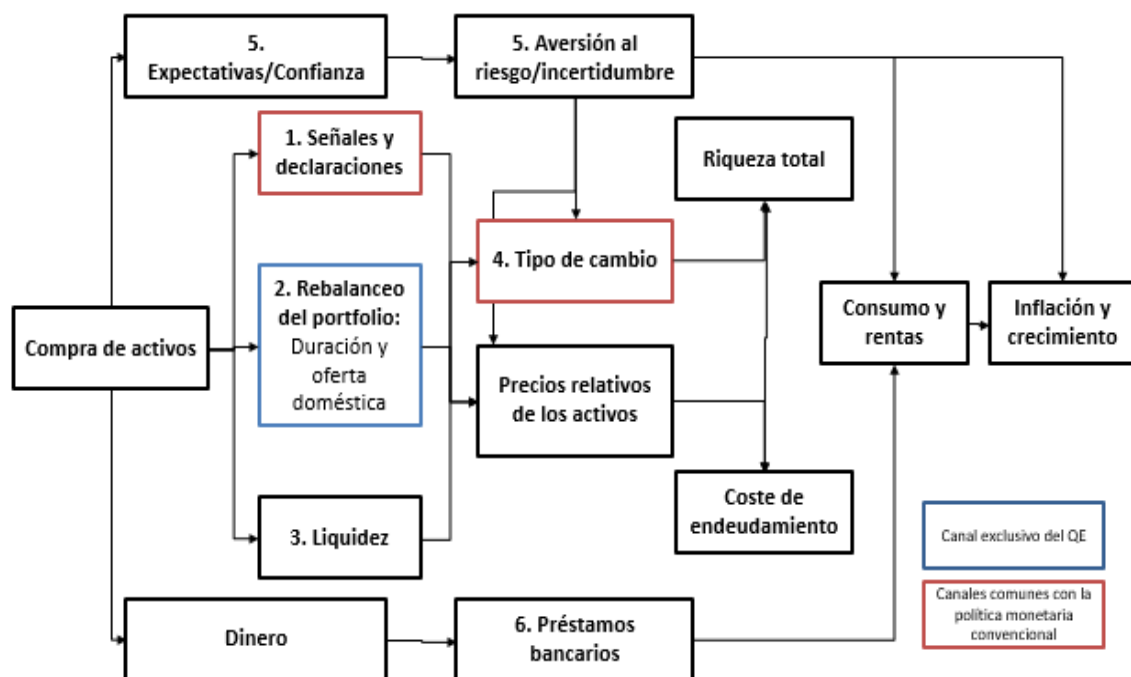 5.
Expectativas/Confianza
5. Aversión al
riesgo/incertidumbre
1. Señales y
declaraciones
Riqueza total
4. Tipo de cambio
2. Rebalanceo
del portfolio:
Duración y
oferta
doméstica
Compra de activos
Consumo y
rentas
Inflación y
crecimiento
Precios relativos
de los activos
3. Liquidez
Coste de
endeudamiento
Canal exclusivo del QE
Canales comunes con la
política monetaria
convencional
Dinero
6. Préstamos
bancarios